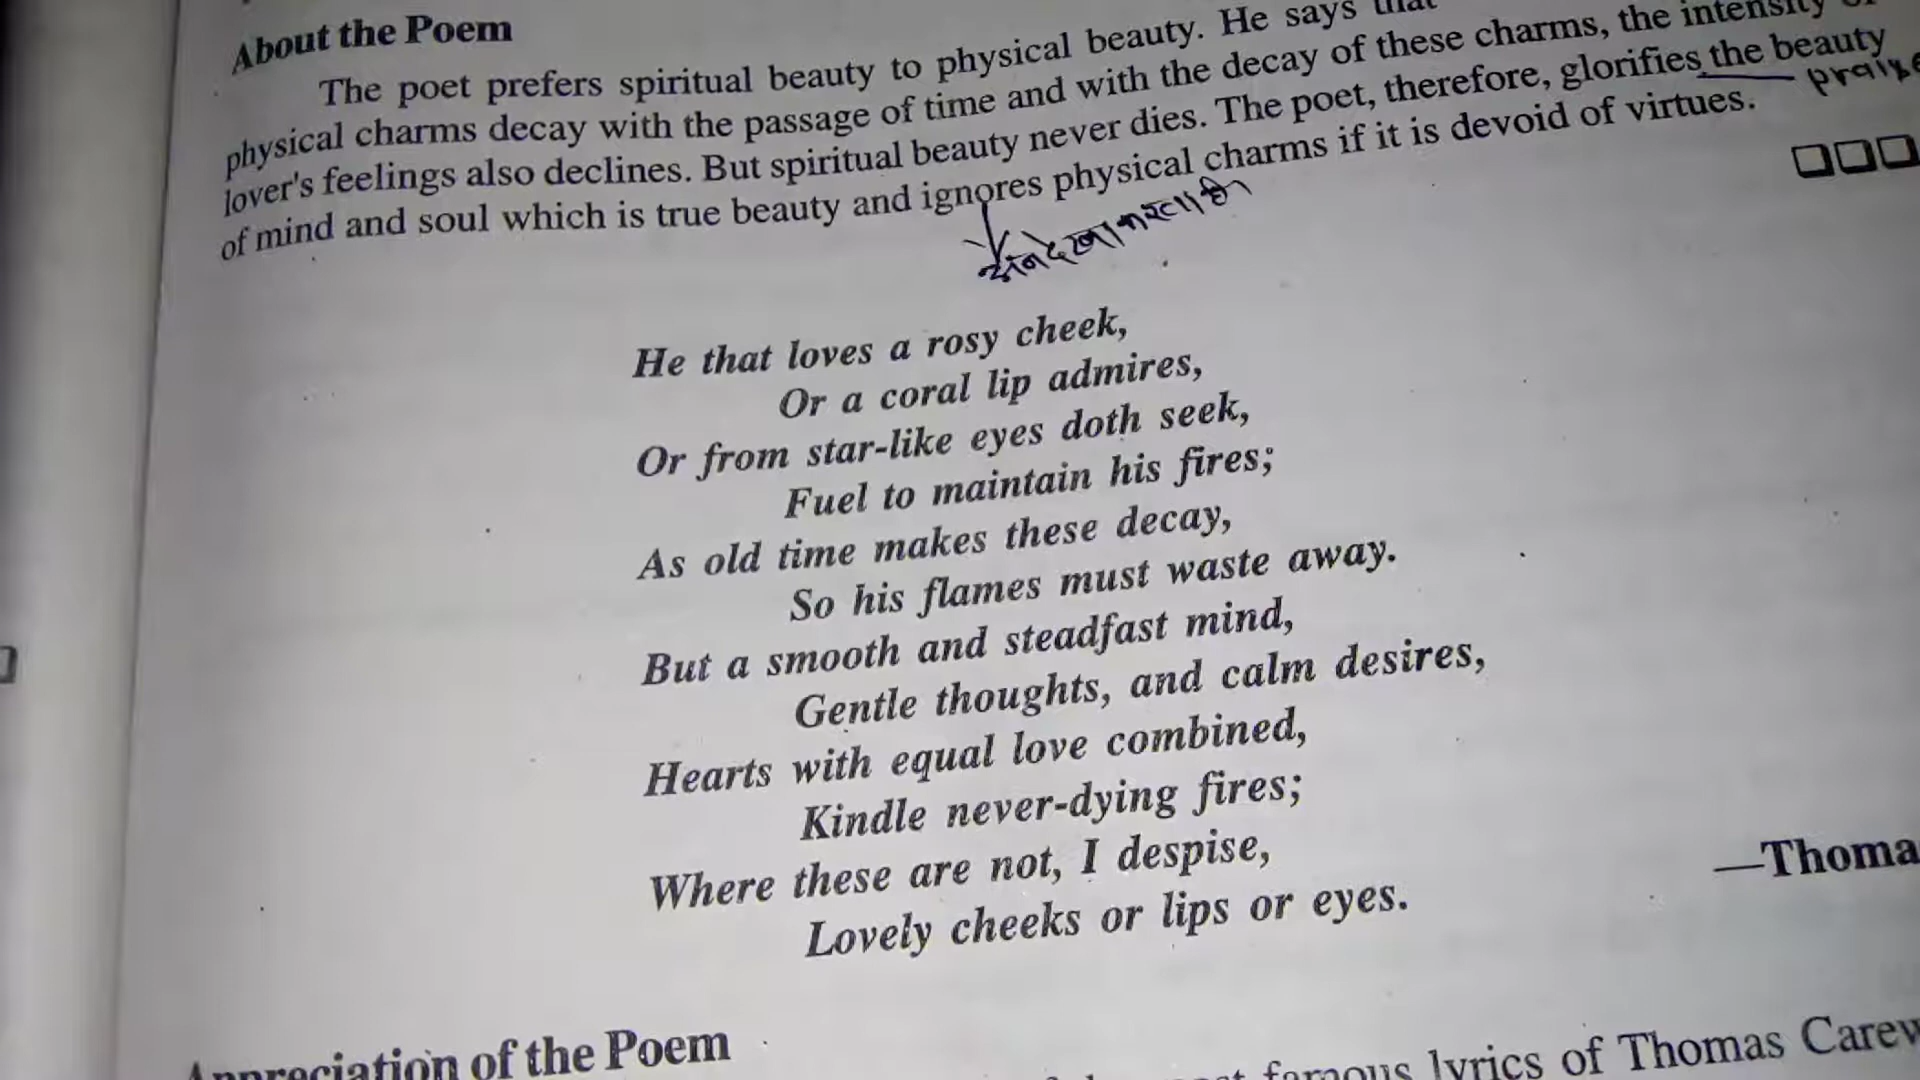 About the Poem
The poet prefers spiritual beauty to physical beauty. He says that
physical charms decay with the passage of time and with the decay of these charms, the intensity of
lover's feelings also declines. But spiritual beauty never dies. The poet, therefore, glorifies the beauty
praise
of mind and soul which is true beauty and ignores physical charms if it is devoid of virtues.
He that loves a rosy cheek,
Or a coral lip admires,
Or from star-like eyes doth seek,
Fuel to maintain his fires;
As old time makes these decay,
So his flames must waste away.
But a smooth and steadfast mind,
Gentle thoughts, and calm desires,
Hearts with equal love combined,
Kindle never-dying fires;
Where these are not, I despise,
Lovely cheeks or lips or eyes.
—Thoma
Appreciation of the Poem
famous lyrics of Thomas Carew